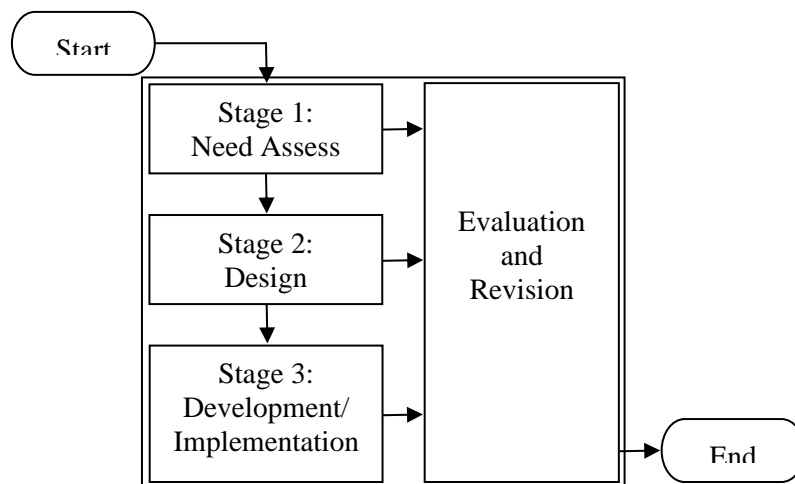 Start
Stage 1:
Need Assess
Stage 2:
Design
Stage 3:
Development/
Implementation
Evaluation
and
Revision
End